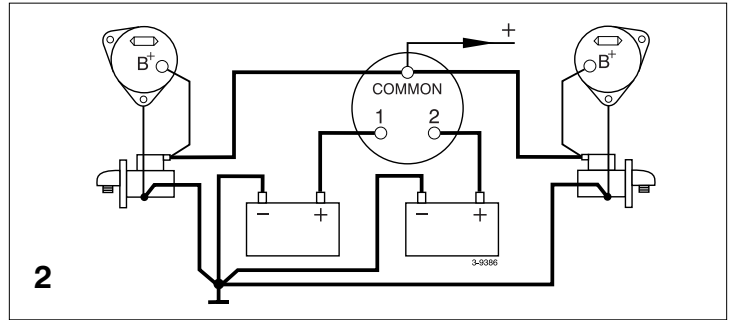 +
B+
B+
COMMON
1 2
− + − +
3-9386
2